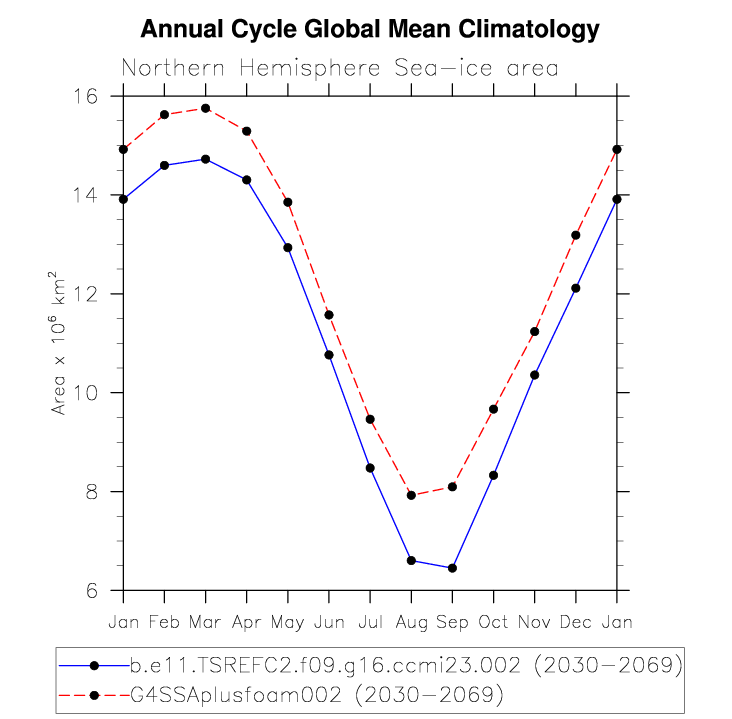 Annual Cycle Global Mean Climatology
Northern Hemisphere Sea-ice area
16
14
12
10
8
6
Area x 10⁶ km²
Jan Feb Mar Apr May Jun Jul Aug Sep Oct Nov Dec Jan
b.e11.TSREFC2.f09.g16.ccmi23.002 (2030-2069)
G4SSAplusfoam002 (2030-2069)